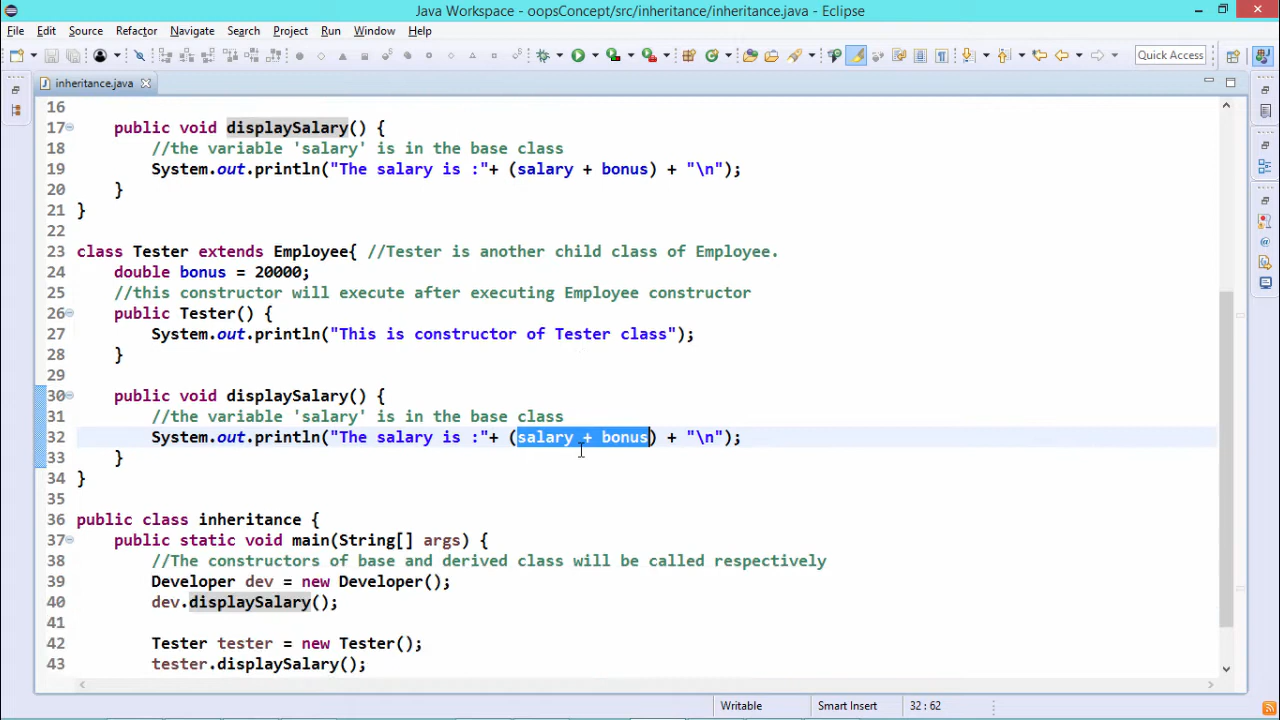 Java Workspace - oopsConcept/src/inheritance/inheritance.java - Eclipse
File Edit Source Refactor Navigate Search Project Run Window Help
Quick Access
inheritance.java
16
17 public void displaySalary() {
18 //the variable 'salary' is in the base class
19 System.out.println("The salary is :"+ (salary + bonus) + "\n");
20 }
21 }
22
23 class Tester extends Employee{ //Tester is another child class of Employee.
24 double bonus = 20000;
25 //this constructor will execute after executing Employee constructor
26 public Tester() {
27 System.out.println("This is constructor of Tester class");
28 }
29
30 public void displaySalary() {
31 //the variable 'salary' is in the base class
32 System.out.println("The salary is :"+ (salary + bonus) + "\n");
33 }
34 }
35
36 public class inheritance {
37 public static void main(String[] args) {
38 //The constructors of base and derived class will be called respectively
39 Developer dev = new Developer();
40 dev.displaySalary();
41
42 Tester tester = new Tester();
43 tester.displaySalary();
Writable Smart Insert 32 : 62